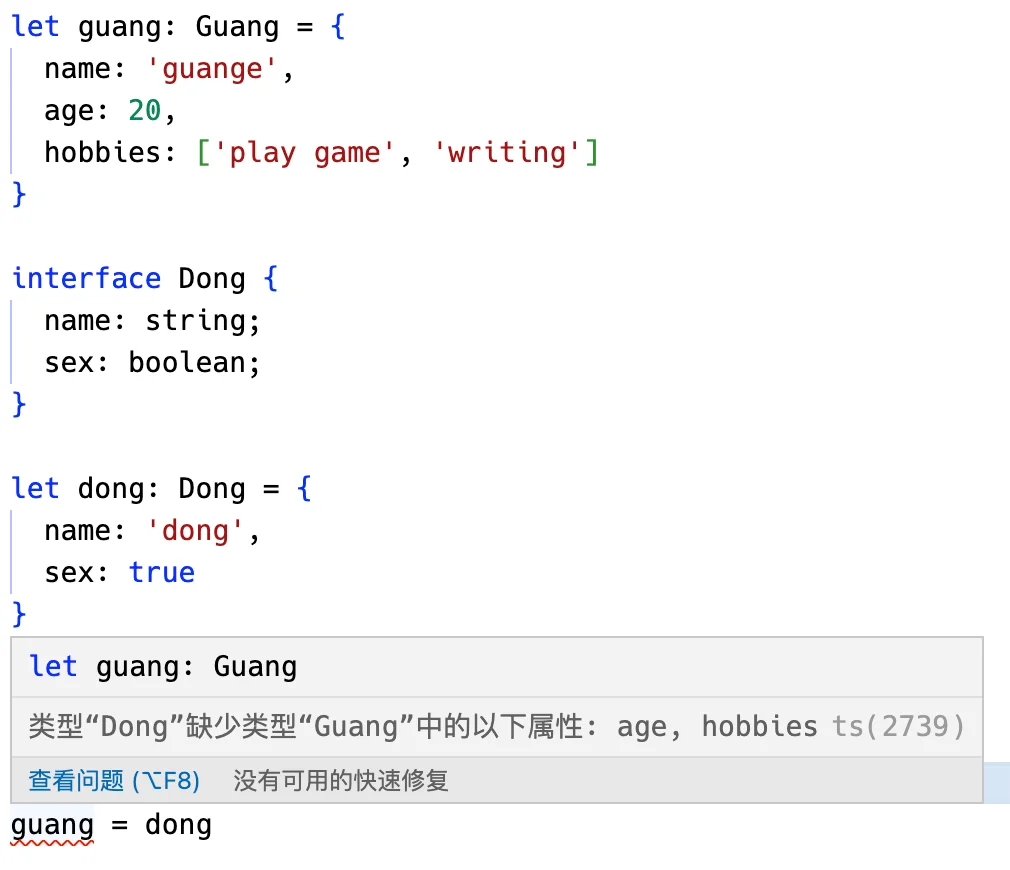 let guang: Guang = {
  name: 'guange',
  age: 20,
  hobbies: ['play game', 'writing']
}

interface Dong {
  name: string;
  sex: boolean;
}

let dong: Dong = {
  name: 'dong',
  sex: true
}
let guang: Guang
类型“Dong”缺少类型“Guang”中的以下属性: age, hobbies ts(2739)
查看问题 (⌥F8) 没有可用的快速修复
guang = dong